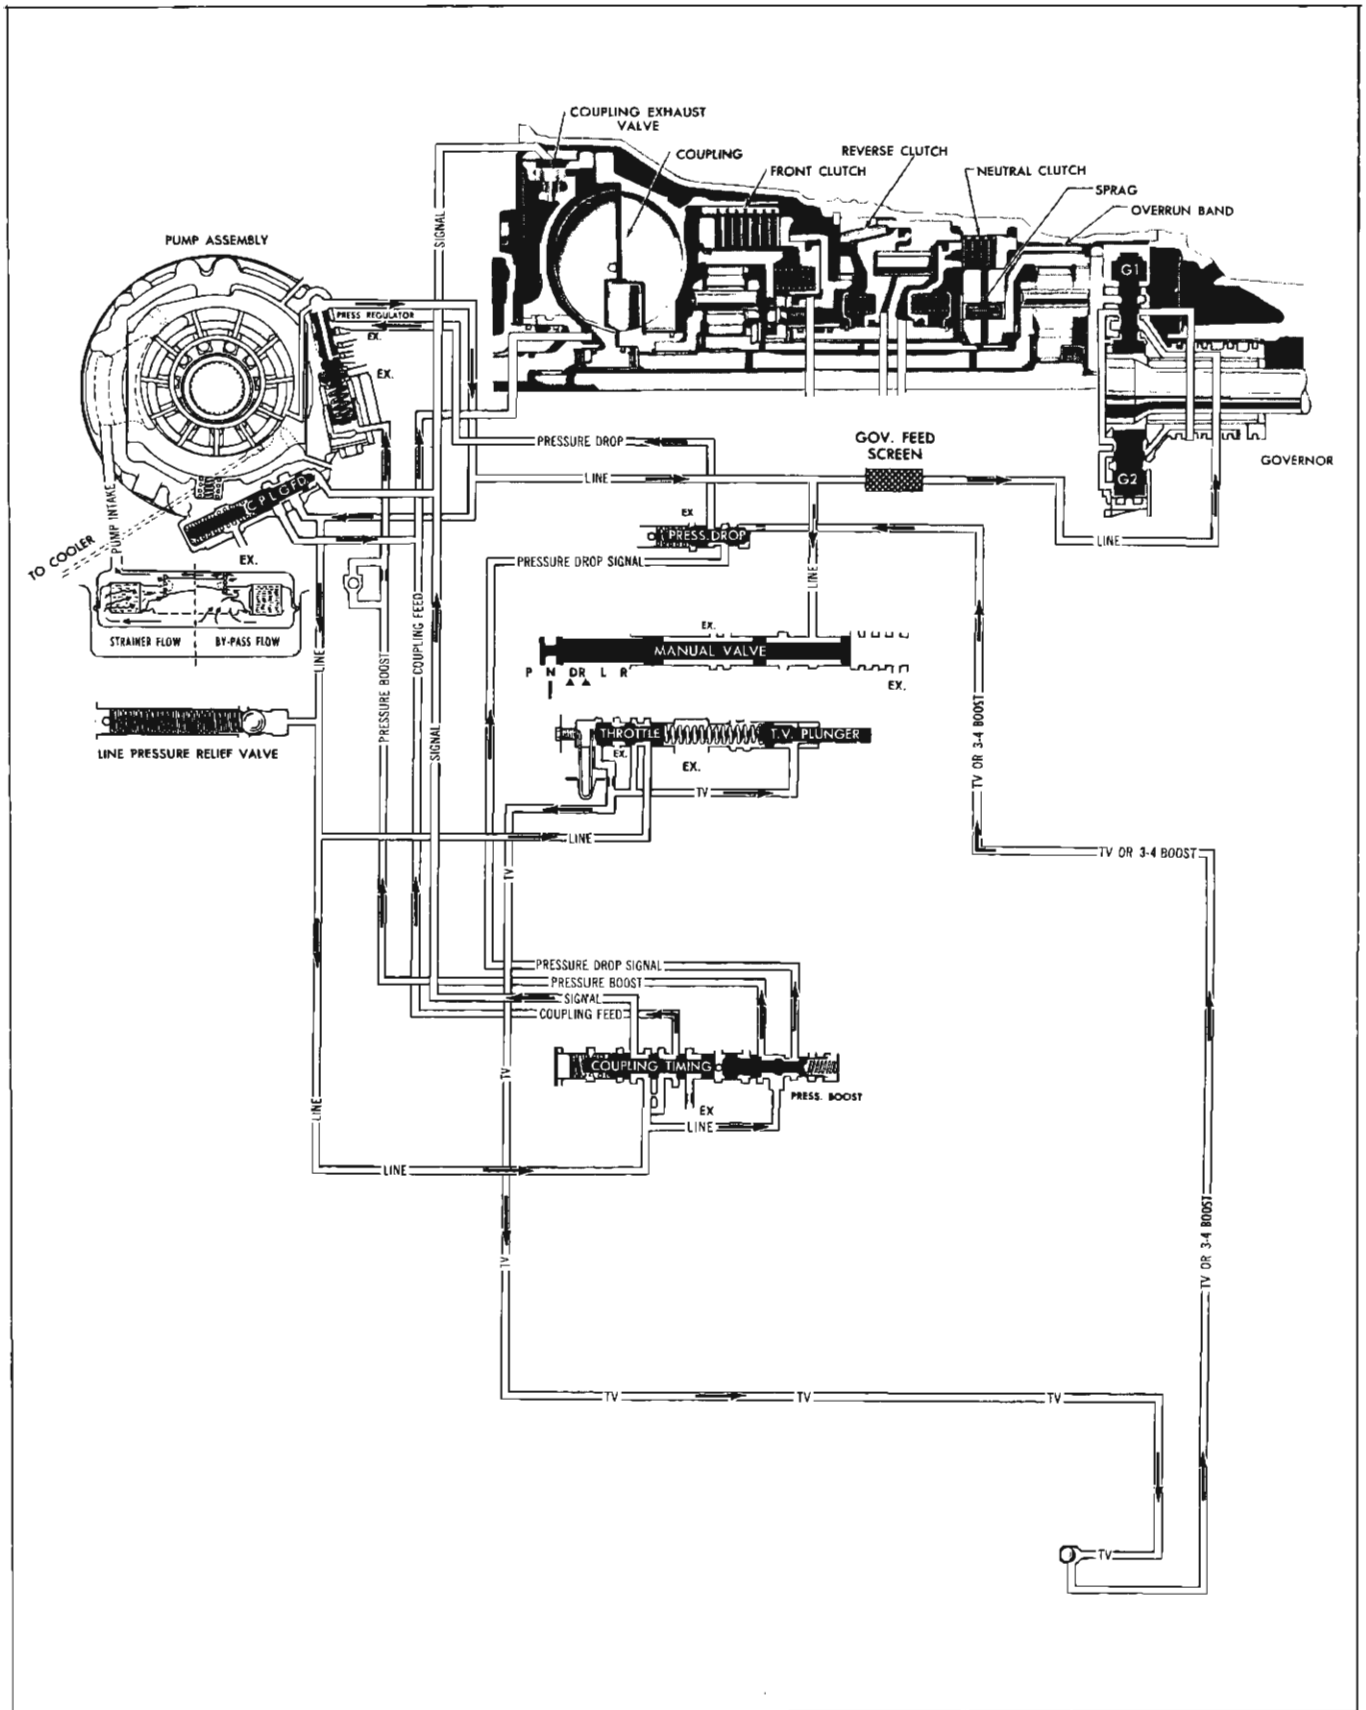 COUPLING EXHAUST
VALVE
COUPLING
REVERSE CLUTCH
FRONT CLUTCH
NEUTRAL CLUTCH
SPRAG
OVERRUN BAND
PUMP ASSEMBLY
SIGNAL
G1
PRESS REGULATOR
EX.
EX.
PRESSURE DROP
GOV. FEED
SCREEN
GOVERNOR
LINE
G2
C P L G F D
PUMP INTAKE
EX
PRESS. DROP
LINE
TO COOLER
EX.
PRESSURE DROP SIGNAL
LINE
STRAINER FLOW
BY-PASS FLOW
COUPLING FEED
LINE
PRESSURE BOOST
EX.
MANUAL VALVE
P N DR L R
EX.
SIGNAL
TV OR 3-4 BOOST
THROTTLE
T.V. PLUNGER
LINE PRESSURE RELIEF VALVE
EX.
EX.
TV
LINE
TV OR 3-4 BOOST
TV
PRESSURE DROP SIGNAL
PRESSURE BOOST
SIGNAL
COUPLING FEED
COUPLING TIMING
TV
PRESS. BOOST
LINE
EX
LINE
LINE
TV OR 3-4 BOOST
TV
TV
TV
TV
TV